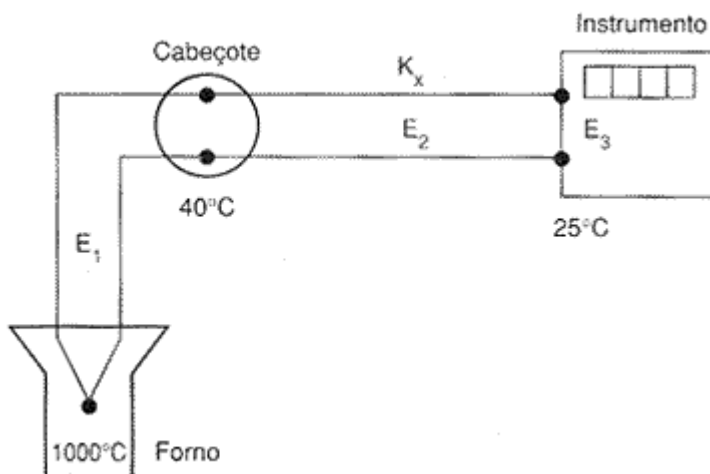 Instrumento
Cabeçote
Kx
E2
E3
40°C
25°C
E1
1000°C Forno